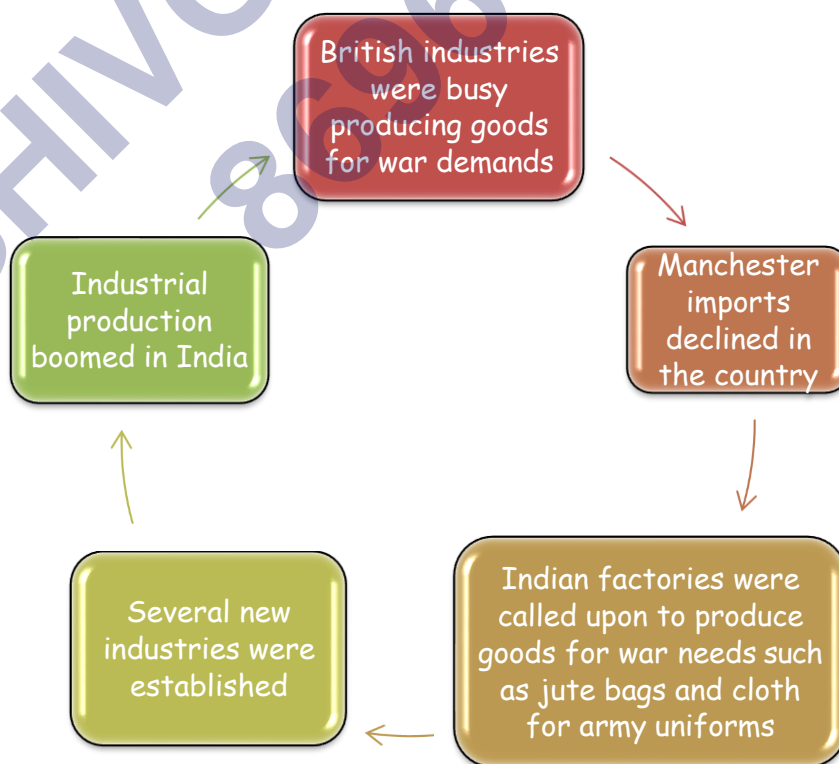 British industries
were busy
producing goods
for war demands
Manchester
imports
declined in
the country
Indian factories were
called upon to produce
goods for war needs such
as jute bags and cloth
for army uniforms
Several new
industries were
established
Industrial
production
boomed in India